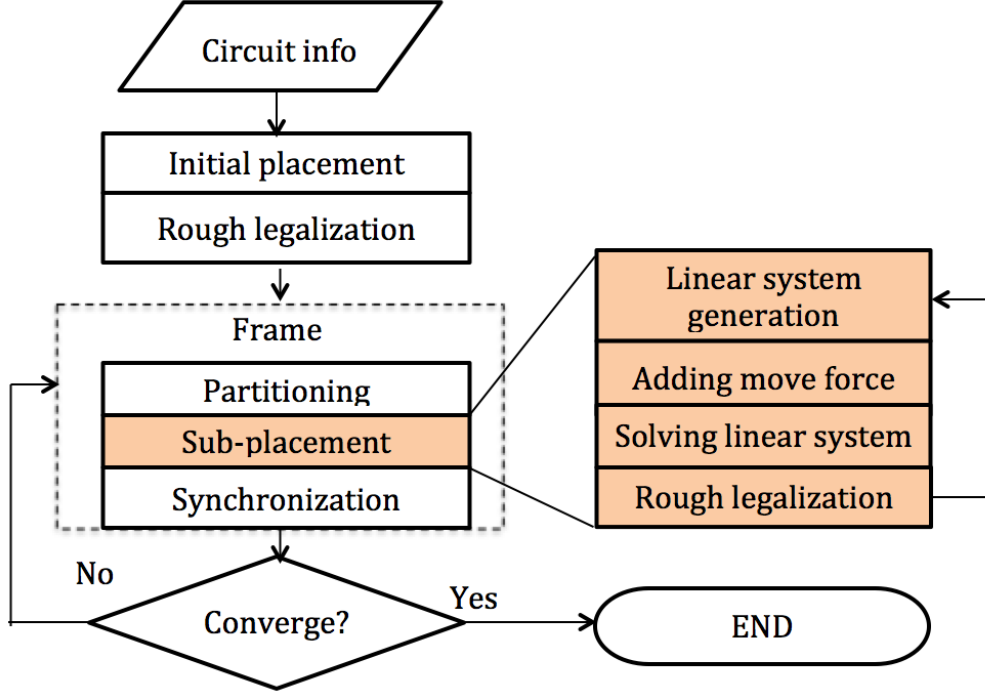 Circuit info
Initial placement
Rough legalization
Frame
Partitioning
Sub-placement
Synchronization
Linear system
generation
Adding move force
Solving linear system
Rough legalization
No
Converge?
Yes
END